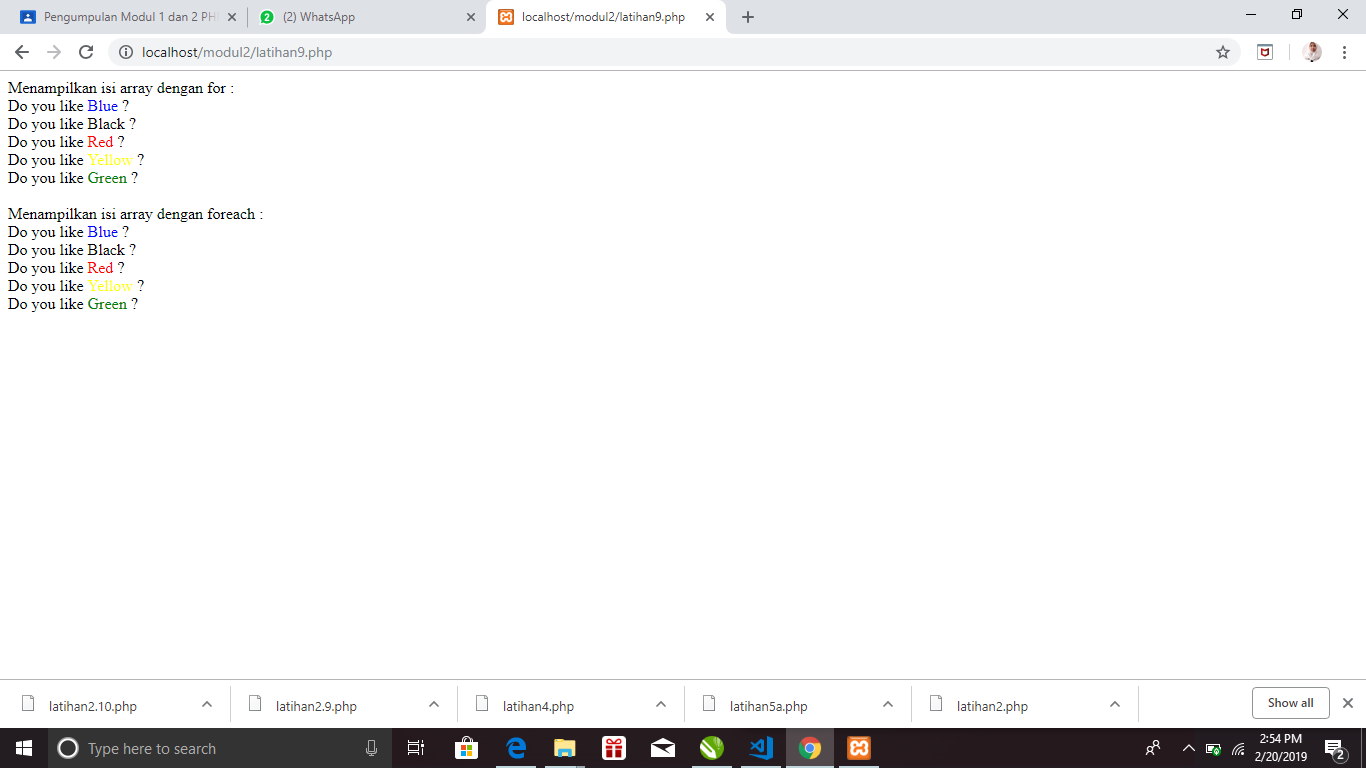 Pengumpulan Modul 1 dan 2 PH
(2) WhatsApp
localhost/modul2/latihan9.php
localhost/modul2/latihan9.php
Menampilkan isi array dengan for :
Do you like Blue ?
Do you like Black ?
Do you like Red ?
Do you like Yellow ?
Do you like Green ?
Menampilkan isi array dengan foreach :
Do you like Blue ?
Do you like Black ?
Do you like Red ?
Do you like Yellow ?
Do you like Green ?
latihan2.10.php
latihan2.9.php
latihan4.php
latihan5a.php
latihan2.php
Show all
Type here to search
2:54 PM
2/20/2019
2